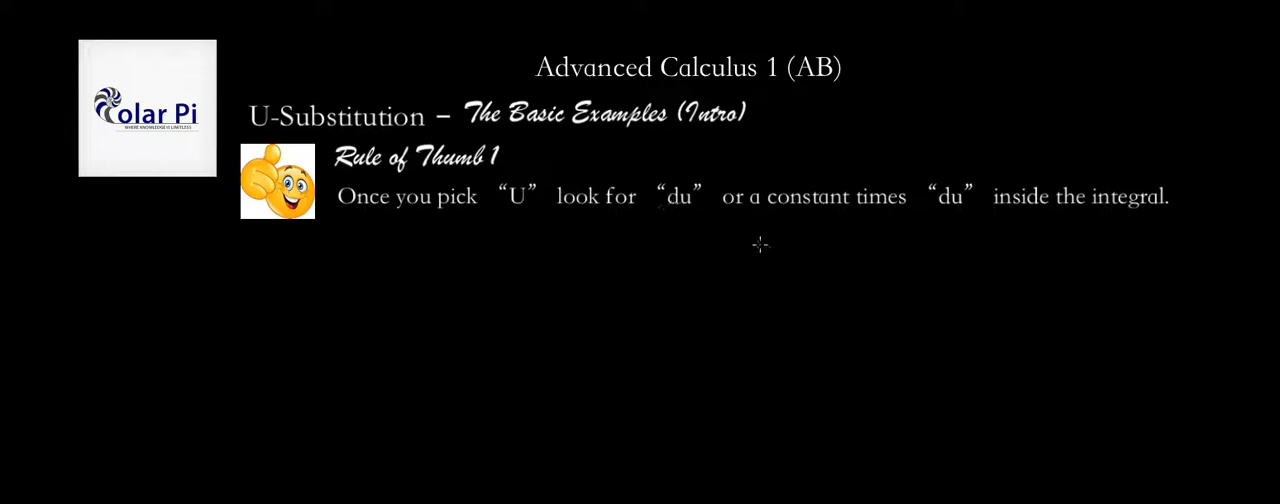 Advanced Calculus 1 (AB)
olar Pi
WHERE KNOWLEDGE IS LIMITLESS
U-Substitution – The Basic Examples (Intro)
Rule of Thumb 1
Once you pick “U” look for “du” or a constant times “du” inside the integral.